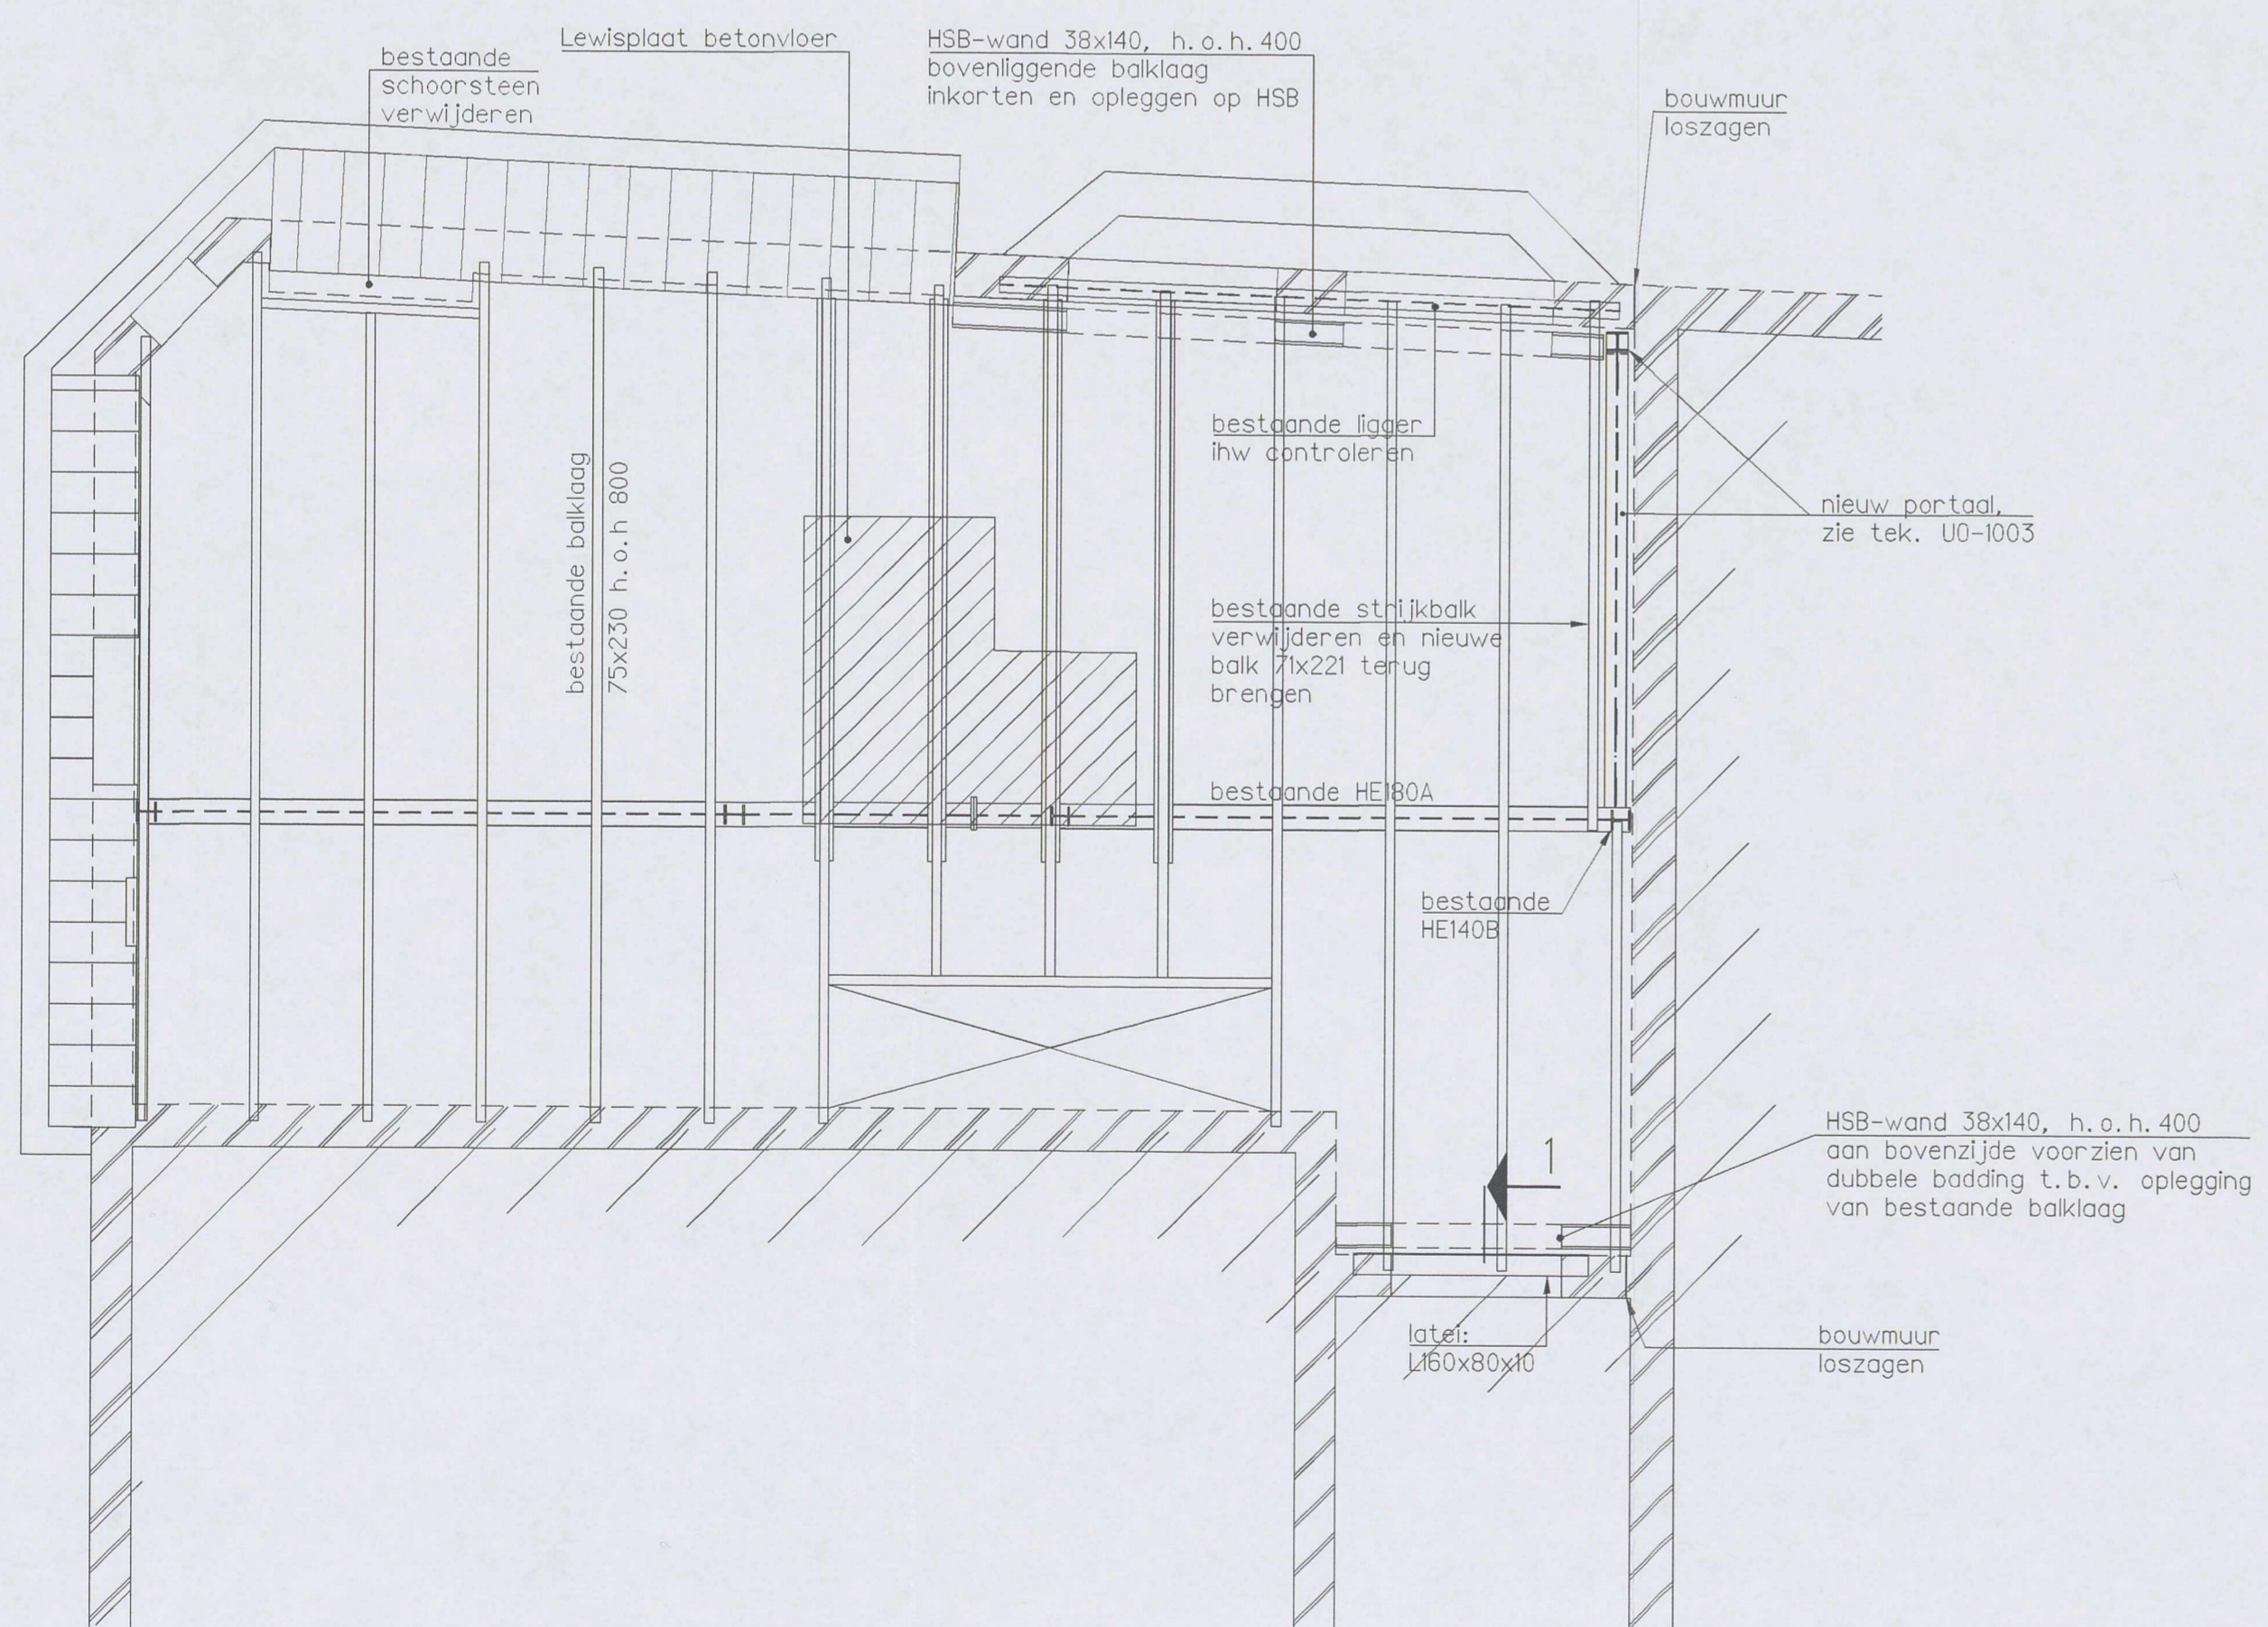 bestaande
schoorsteen
verwijderen
Lewisplaat betonvloer
HSB-wand 38x140, h.o.h. 400
bovenliggende balklaag
inkorten en opleggen op HSB
bouwmuur
loszagen
bestaande ligger
ihw controleren
nieuw portaal,
zie tek. U0-1003
bestaande balklaag
75x230 h.o.h 800
bestaande strijkbalk
verwijderen en nieuwe
balk 71x221 terug
brengen
bestaande HE180A
bestaande
HE140B
HSB-wand 38x140, h.o.h. 400
aan bovenzijde voorzien van
dubbele badding t.b.v. oplegging
van bestaande balklaag
1
latei:
L160x80x10
bouwmuur
loszagen